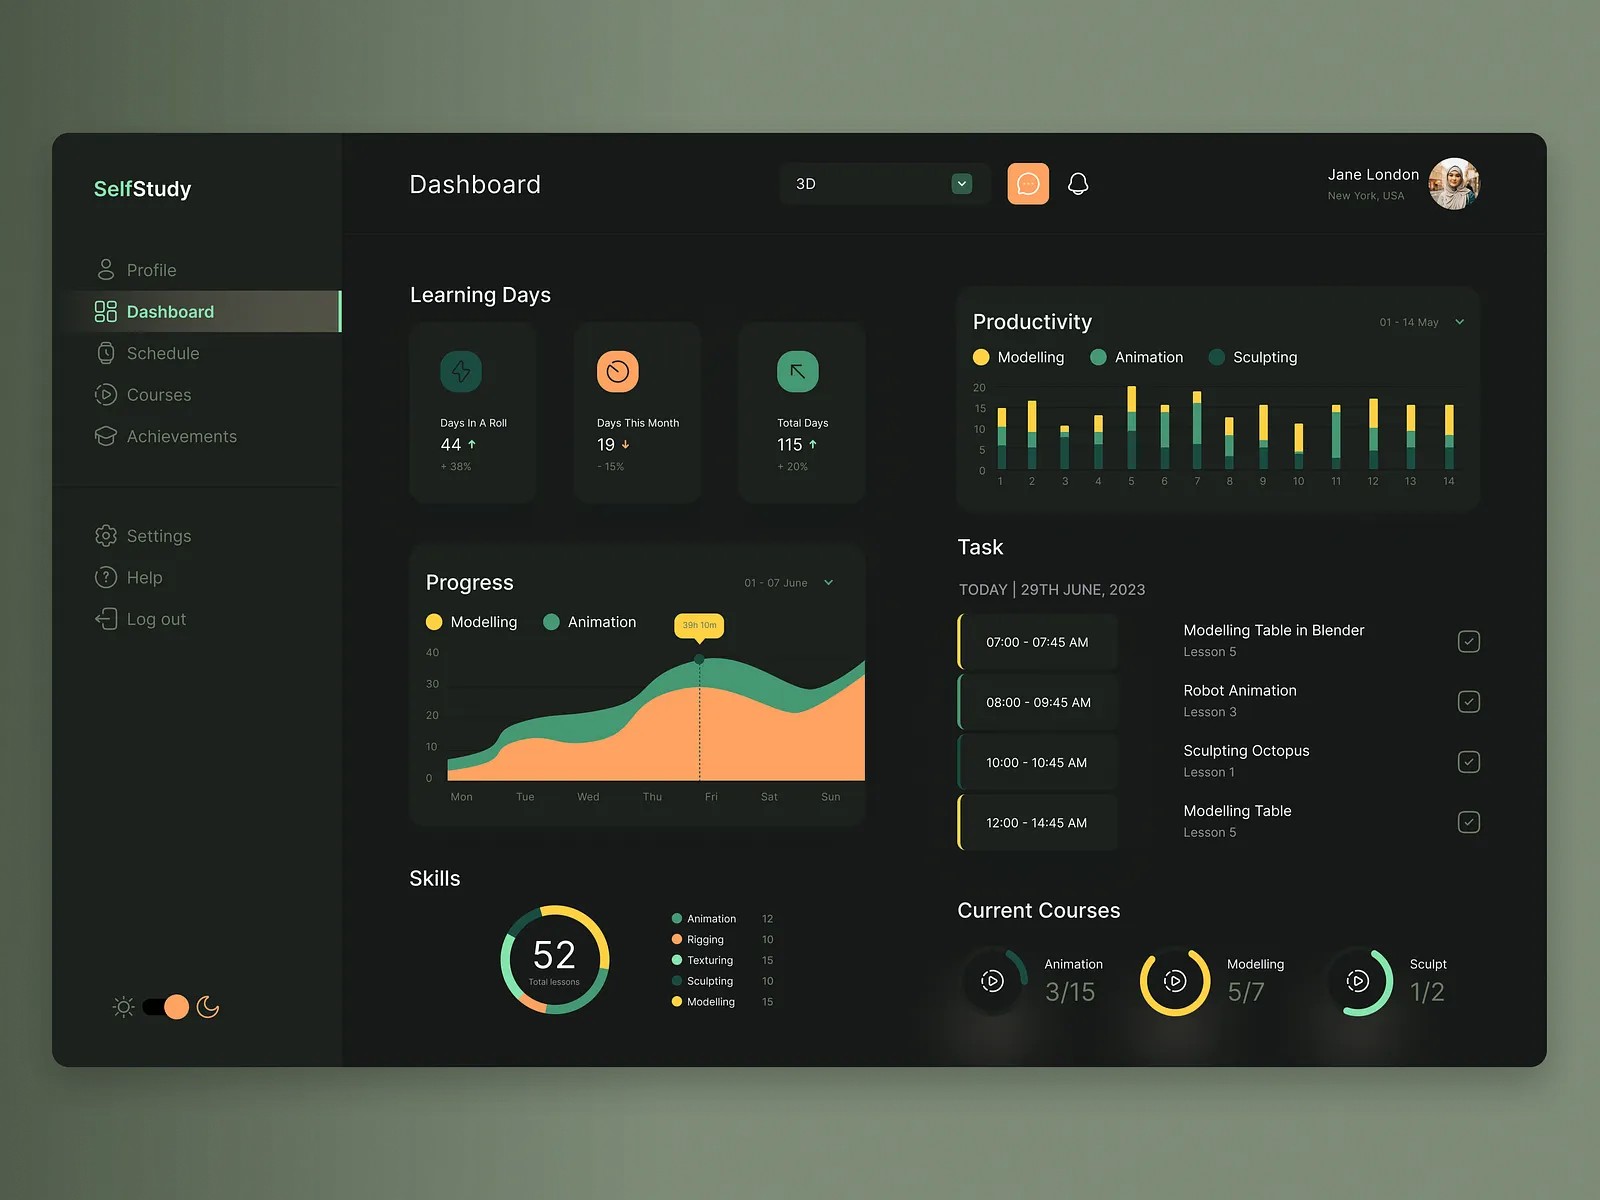 SelfStudy
Profile
Dashboard
Schedule
Courses
Achievements
Settings
Help
Log out
Dashboard
3D
Jane London
New York, USA
Learning Days
Days In A Roll
44
+ 38%
Days This Month
19
- 15%
Total Days
115
+ 20%
Progress
01 - 07 June
Modelling
Animation
39h 10m
40
30
20
10
0
Mon Tue Wed Thu Fri Sat Sun
Skills
52
Total lessons
Animation 12
Rigging 10
Texturing 15
Sculpting 10
Modelling 15
Productivity
01 - 14 May
Modelling
Animation
Sculpting
20
15
10
5
0
1 2 3 4 5 6 7 8 9 10 11 12 13 14
Task
TODAY | 29TH JUNE, 2023
07:00 - 07:45 AM
Modelling Table in Blender
Lesson 5
08:00 - 09:45 AM
Robot Animation
Lesson 3
10:00 - 10:45 AM
Sculpting Octopus
Lesson 1
12:00 - 14:45 AM
Modelling Table
Lesson 5
Current Courses
Animation
3/15
Modelling
5/7
Sculpt
1/2